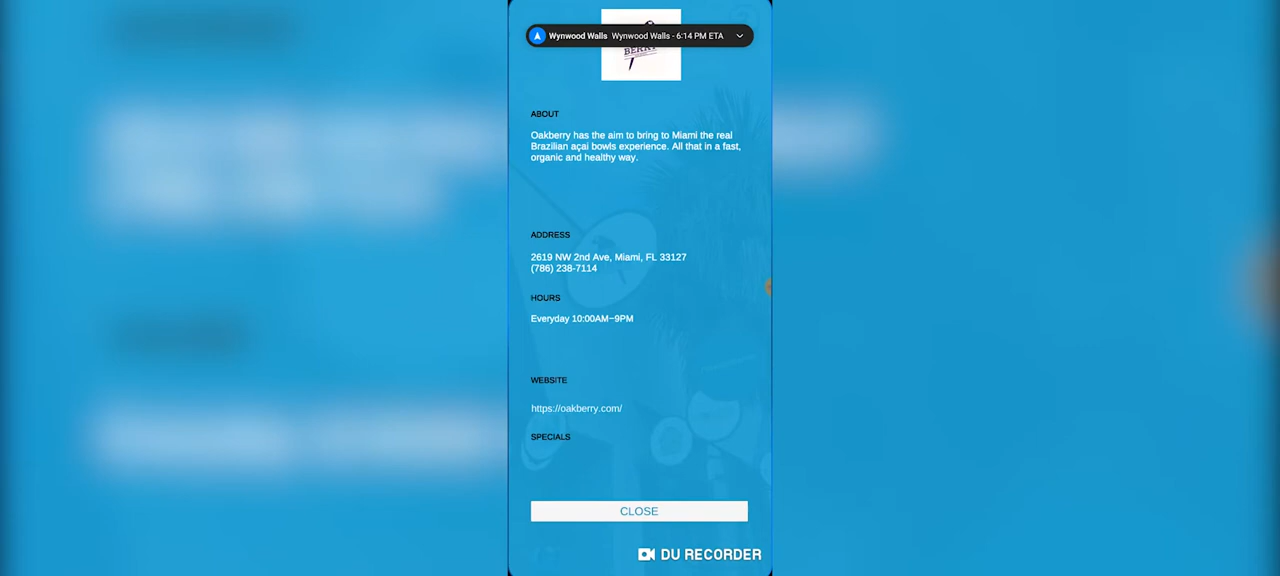 Wynwood Walls Wynwood Walls - 6:14 PM ETA
BERRY
ABOUT
Oakberry has the aim to bring to Miami the real
Brazilian açai bowls experience. All that in a fast,
organic and healthy way.
ADDRESS
2619 NW 2nd Ave, Miami, FL 33127
(786) 238-7114
HOURS
Everyday 10:00AM–9PM
WEBSITE
https://oakberry.com/
SPECIALS
CLOSE
DU RECORDER